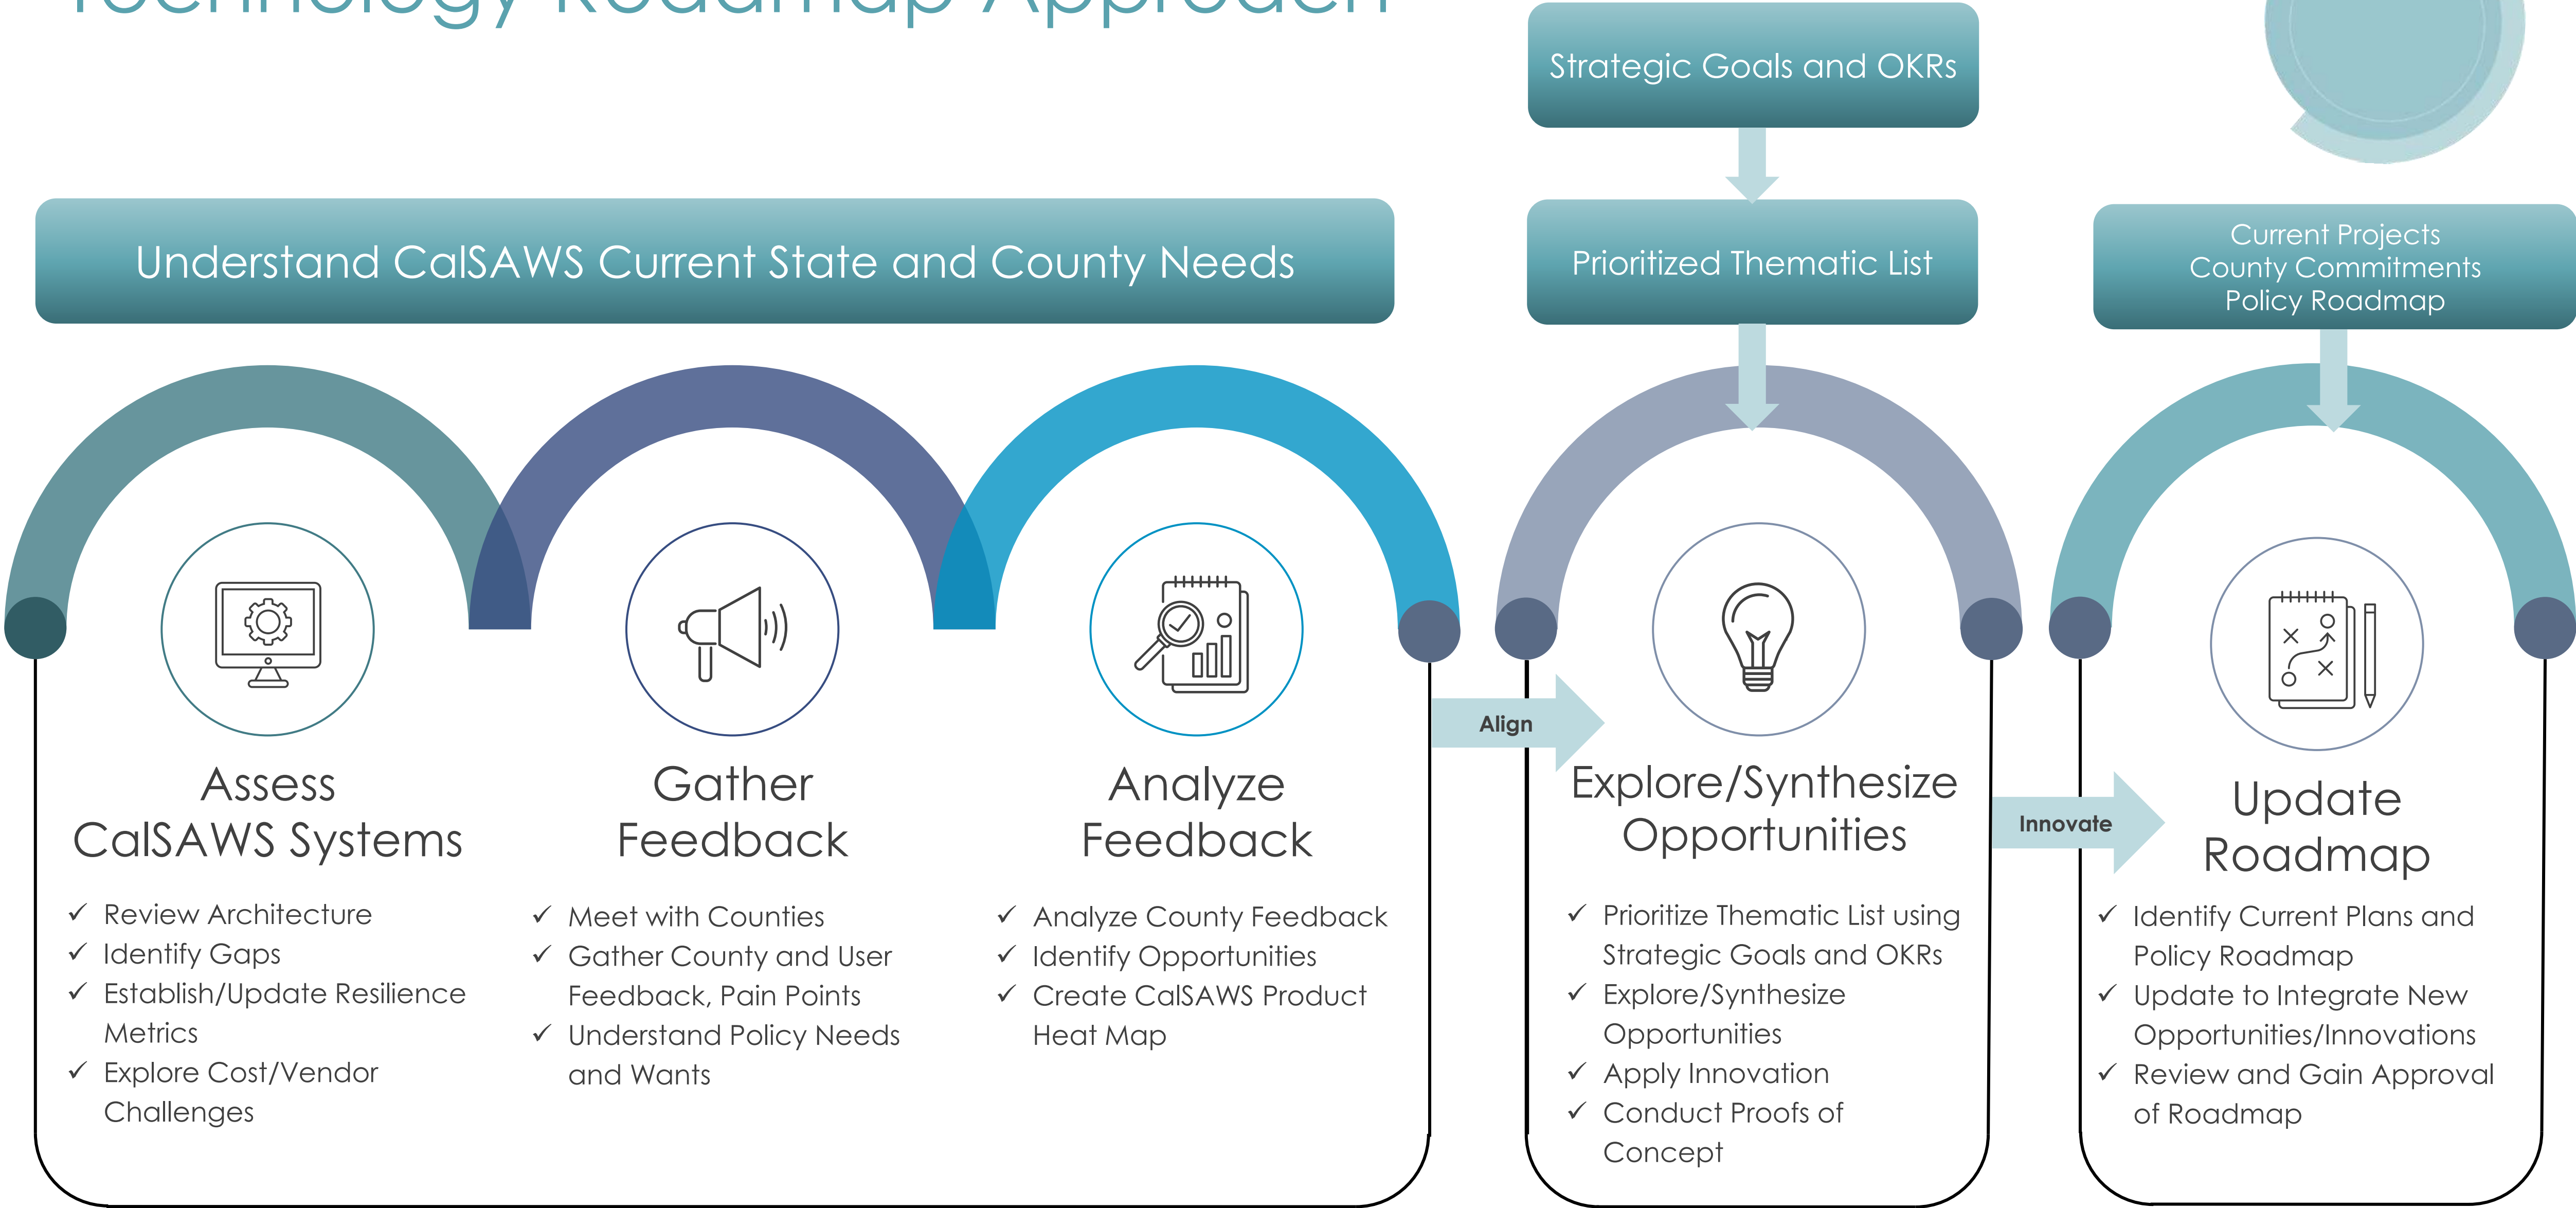 Technology Roadmap Approach
Strategic Goals and OKRs
Understand CalSAWS Current State and County Needs
Prioritized Thematic List
Current Projects
County Commitments
Policy Roadmap
Assess
CalSAWS Systems
✓ Review Architecture
✓ Identify Gaps
✓ Establish/Update Resilience
Metrics
✓ Explore Cost/Vendor
Challenges
Gather
Feedback
✓ Meet with Counties
✓ Gather County and User
Feedback, Pain Points
✓ Understand Policy Needs
and Wants
Analyze
Feedback
✓ Analyze County Feedback
✓ Identify Opportunities
✓ Create CalSAWS Product
Heat Map
Align
Explore/Synthesize
Opportunities
✓ Prioritize Thematic List using
Strategic Goals and OKRs
✓ Explore/Synthesize
Opportunities
✓ Apply Innovation
✓ Conduct Proofs of
Concept
Innovate
Update
Roadmap
✓ Identify Current Plans and
Policy Roadmap
✓ Update to Integrate New
Opportunities/Innovations
✓ Review and Gain Approval
of Roadmap